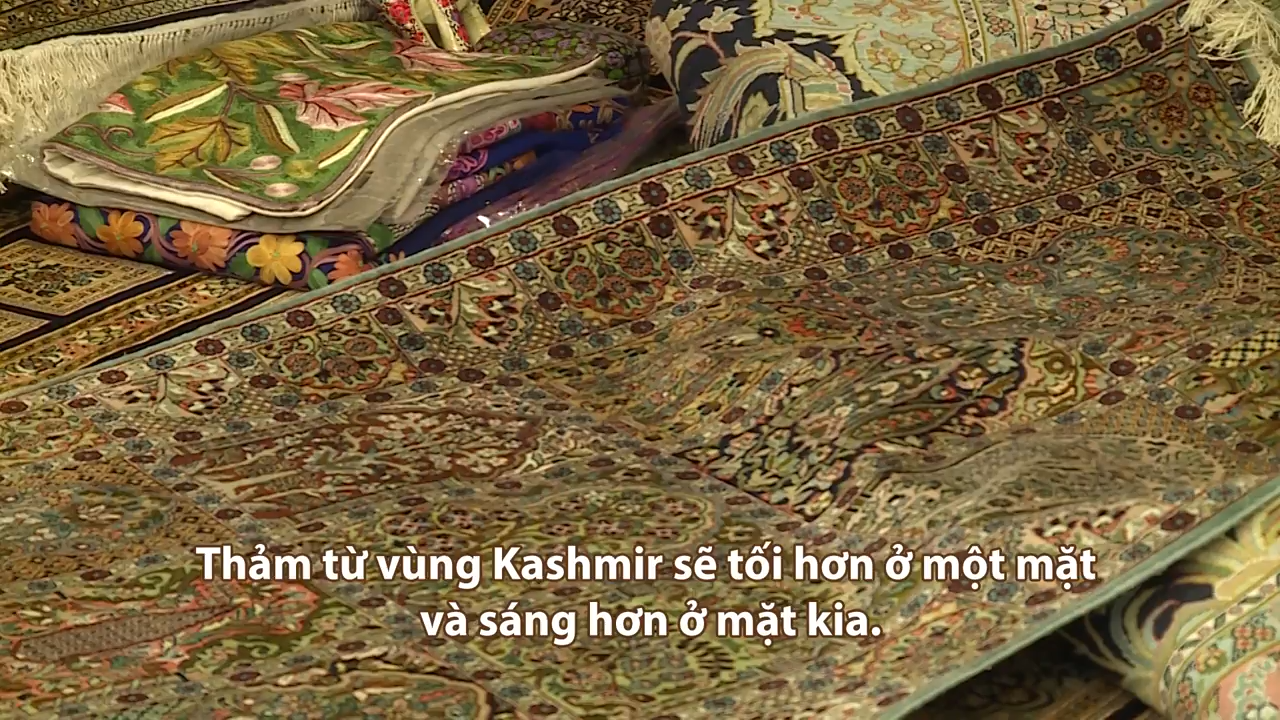 Thảm từ vùng Kashmir sẽ tối hơn ở một mặt
và sáng hơn ở mặt kia.